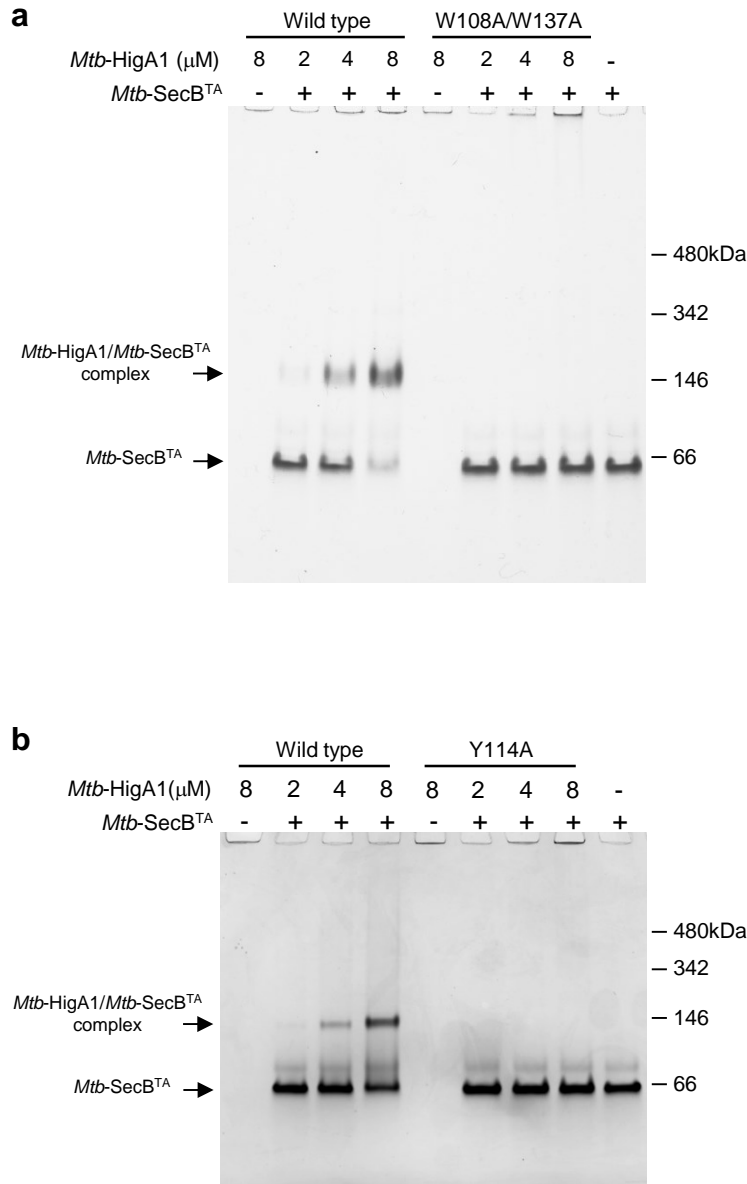 a
Wild type W108A/W137A
Mtb-HigA1 (μM) 8 2 4 8 8 2 4 8 -
Mtb-SecBTA - + + + - + + + +
480kDa
342
Mtb-HigA1/Mtb-SecBTA
complex
146
Mtb-SecBTA
66
b
Wild type Y114A
Mtb-HigA1(μM) 8 2 4 8 8 2 4 8 -
Mtb-SecBTA - + + + - + + + +
480kDa
342
Mtb-HigA1/Mtb-SecBTA
complex
146
Mtb-SecBTA
66